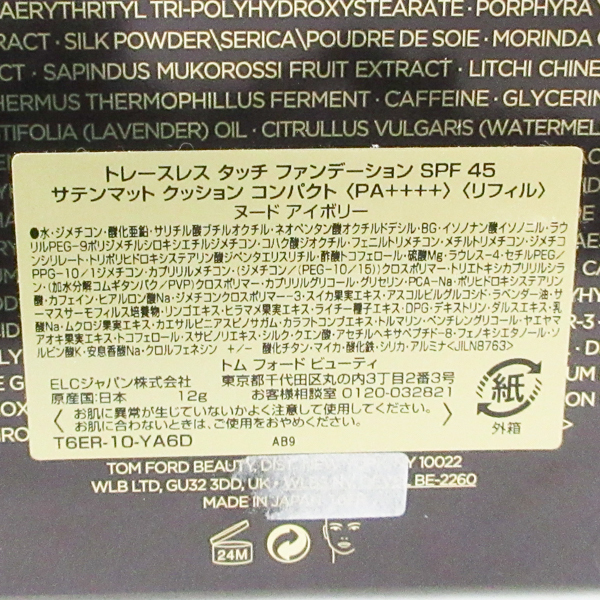 AERYTHRITYL TRI-POLYHYDROXYSTEARATE · PORPHYRA
RACT · SILK POWDER\SERICA\POUDRE DE SOIE · MORINDA
CT · SAPINDUS MUKOROSSI FRUIT EXTRACT · LITCHI CHINE
THERMUS THERMOPHILLUS FERMENT · CAFFEINE · GLYCERIN
TIFOLIA (LAVENDER) OIL · CITRULLUS VULGARIS (WATERMEL
トレースレス タッチ ファンデーション SPF 45
サテンマット クッション コンパクト〈PA++++〉〈リフィル〉
ヌード アイボリー
●水・ジメチコン・酸化亜鉛・サリチル酸ブチルオクチル・ネオペンタン酸オクチルドデシル・BG・イソノナン酸イソノニル・ラウ
リルPEG-9ポリジメチルシロキシエチルジメチコン・コハク酸ジオクチル・フェニルトリメチコン・メチルトリメチコン・ジメチコ
ンシリレート・トリポリヒドロキシステアリン酸ジペンタエリスリチル・酢酸トコフェロール・硫酸Mg・ラウレス-4・セチルPEG/
PPG-10/1ジメチコン・カプリリルメチコン・(ジメチコン/(PEG-10/15))クロスポリマー・トリエトキシカプリリルシラ
ン・(加水分解コムギタンパク/PVP)クロスポリマー・カプリリルグリコール・グリセリン・PCA-Na・ポリヒドロキシステアリン
酸・カフェイン・ヒアルロン酸Na・ジメチコンクロスポリマー-3・スイカ果実エキス・アスコルビルグルコシド・ラベンダー油・サ
ーマスサーモフィルス培養物・リンゴエキス・ヒラマメ果実エキス・ライチー種子エキス・DPG・デキストリン・ダルスエキス・乳
酸Na・ムクロジ果実エキス・カエサルピニアスピノサガム・カラフトコンブエキス・トルマリン・ペンチレングリコール・ヤエヤマ
アオキ果実エキス・トコフェロール・スサビノリエキス・シルク・クエン酸・アセチルヘキサペプチド-8・フェノキシエタノール・ソ
ルビン酸K・安息香酸Na・クロルフェネシン +/− 酸化チタン・マイカ・酸化鉄・シリカ・アルミナ<ILN8763>
トム フォード ビューティ
ELCジャパン株式会社 東京都千代田区丸の内3丁目2番3号
原産国:日本 12g お客様相談室 0120-032821
お肌に異常が生じていないかよく注意して使用してください。
お肌に合わないときは、ご使用をおやめください。
T6ER-10-YA6D AB9
紙
外箱
TOM FORD BEAUTY, DIST. NEW 10022
WLB LTD, GU32 3DD, UK · BE-2260
MADE IN JAPAN
24M